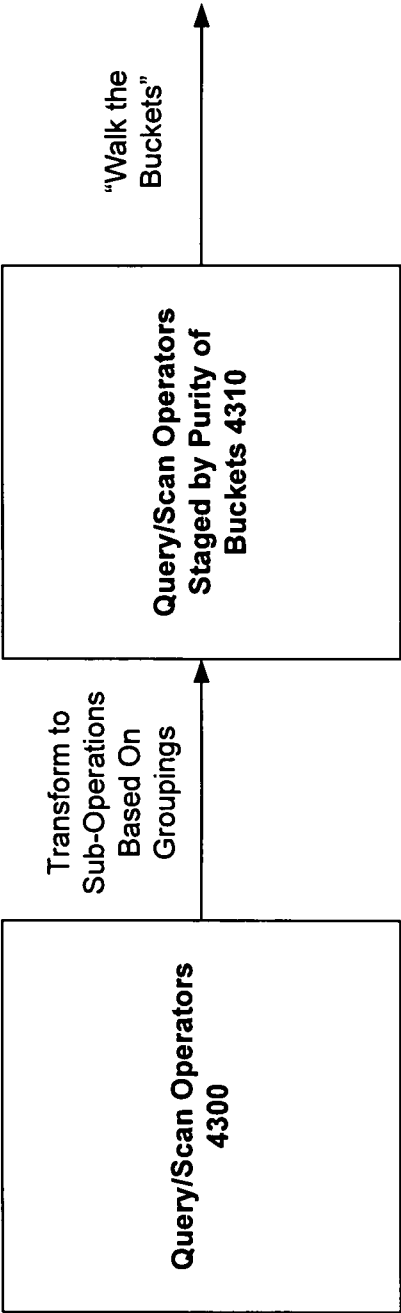 Query/Scan Operators
4300
Transform to
Sub-Operations
Based On
Groupings
Query/Scan Operators
Staged by Purity of
Buckets 4310
“Walk the
Buckets”